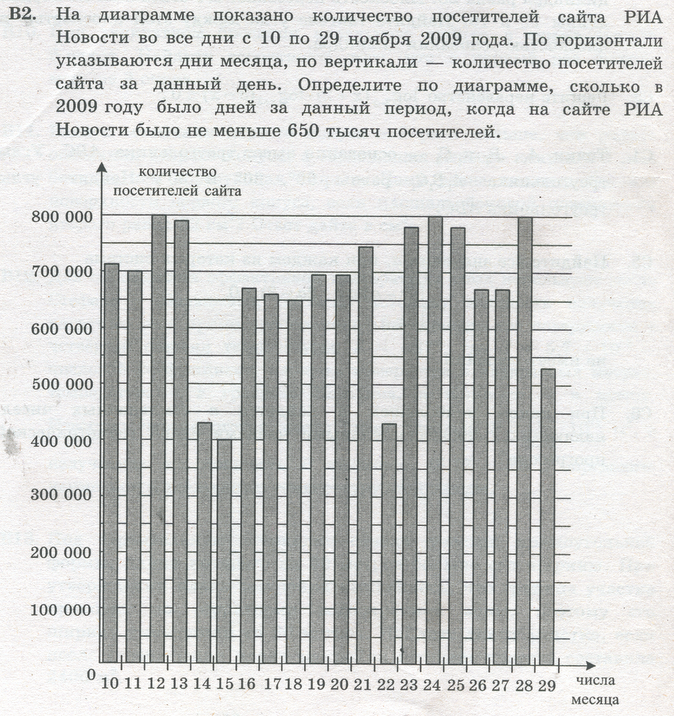 В2. На диаграмме показано количество посетителей сайта РИА
Новости во все дни с 10 по 29 ноября 2009 года. По горизонтали
указываются дни месяца, по вертикали — количество посетителей
сайта за данный день. Определите по диаграмме, сколько в
2009 году было дней за данный период, когда на сайте РИА
Новости было не меньше 650 тысяч посетителей.
количество
посетителей сайта
800 000
700 000
600 000
500 000
400 000
300 000
200 000
100 000
0
10 11 12 13 14 15 16 17 18 19 20 21 22 23 24 25 26 27 28 29
числа
месяца